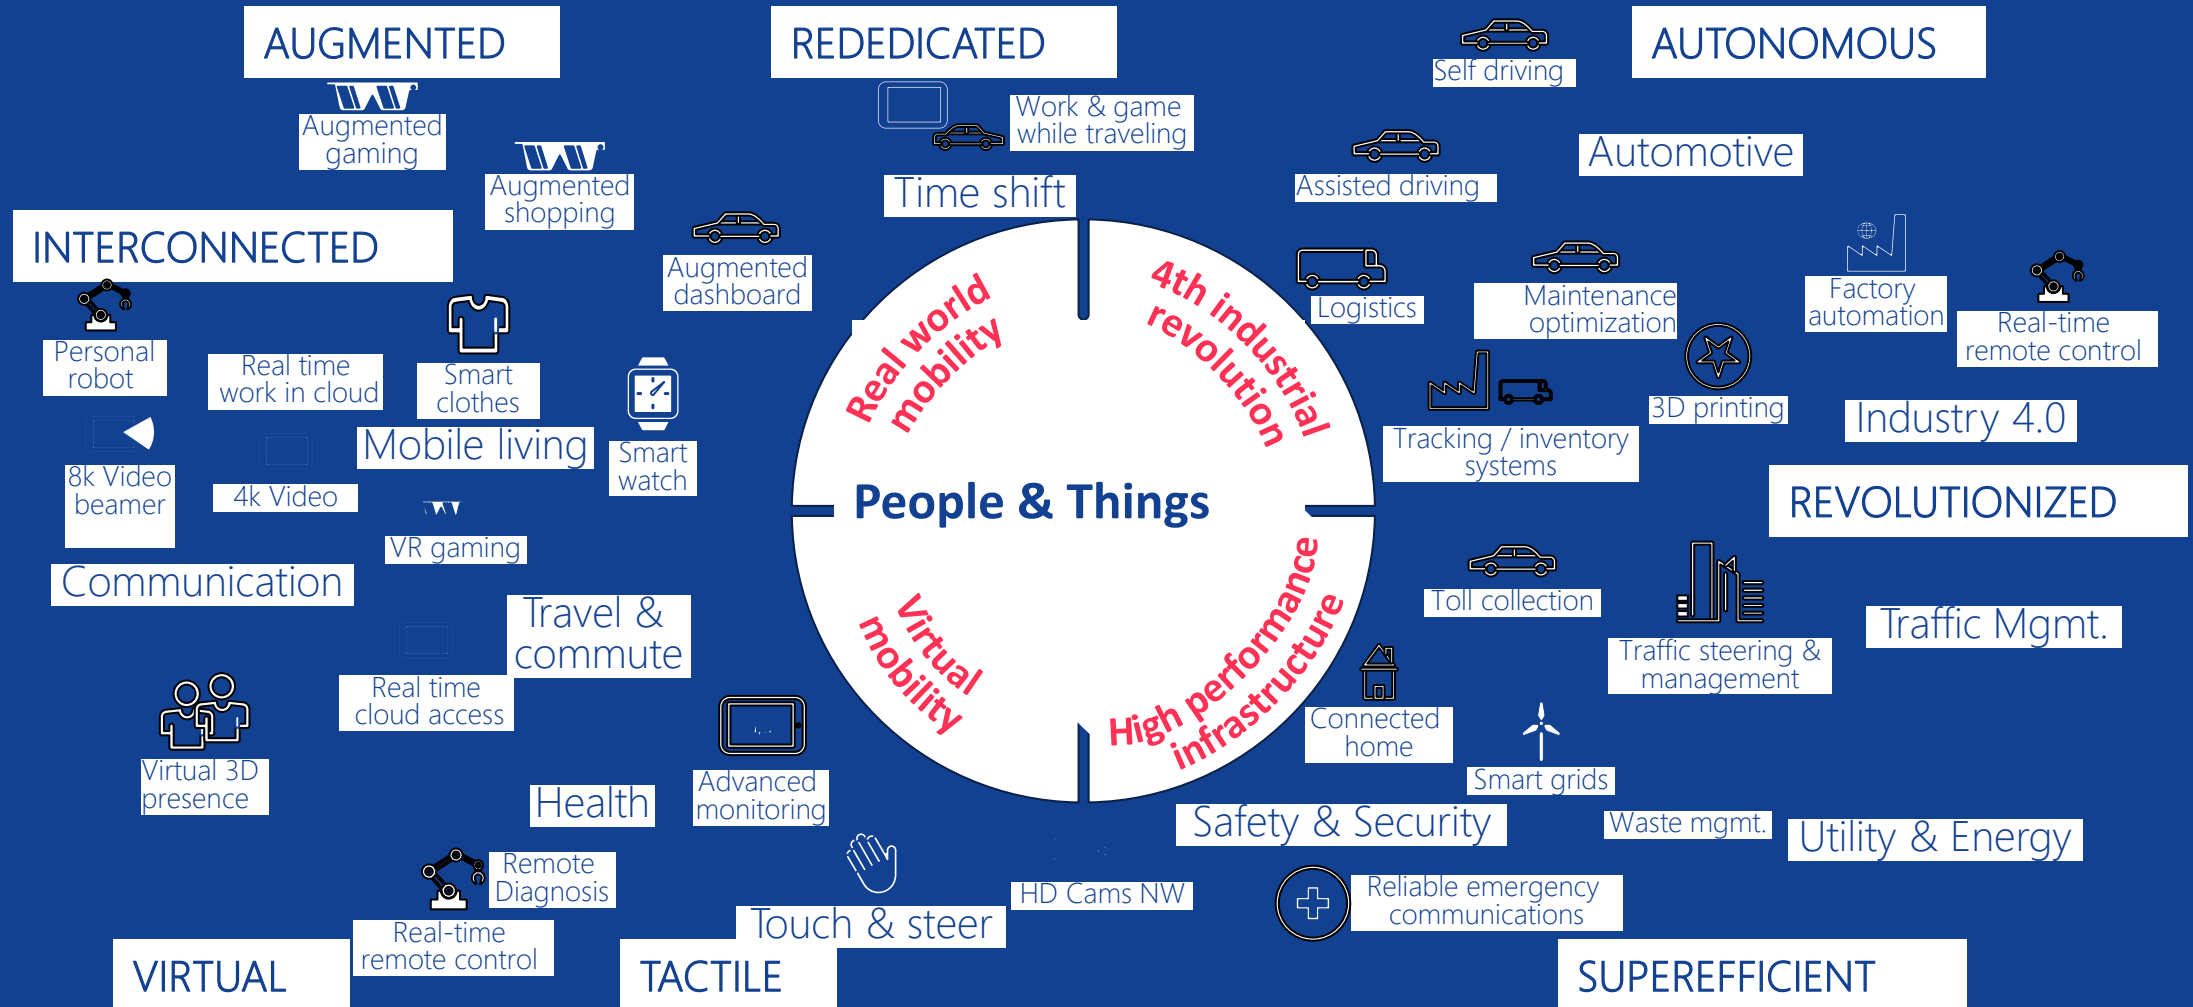 AUGMENTED
REDEDICATED
AUTONOMOUS
Self driving
Augmented
gaming
Work & game
while traveling
Automotive
Augmented
shopping
Time shift
Assisted driving
INTERCONNECTED
Augmented
dashboard
Logistics
Maintenance
optimization
Factory
automation
Real-time
remote control
Personal
robot
Real time
work in cloud
Smart
clothes
Real world
mobility
4th industrial
revolution
3D printing
Industry 4.0
Mobile living
Smart
watch
Tracking / inventory
systems
8k Video
beamer
4k Video
People & Things
REVOLUTIONIZED
VR gaming
Communication
Travel &
commute
Virtual
mobility
High performance
infrastructure
Toll collection
Traffic Mgmt.
Traffic steering &
management
Real time
cloud access
Connected
home
Virtual 3D
presence
Health
Advanced
monitoring
Smart grids
Safety & Security
Waste mgmt.
Utility & Energy
Remote
Diagnosis
HD Cams NW
Reliable emergency
communications
Touch & steer
Real-time
remote control
VIRTUAL
TACTILE
SUPEREFFICIENT